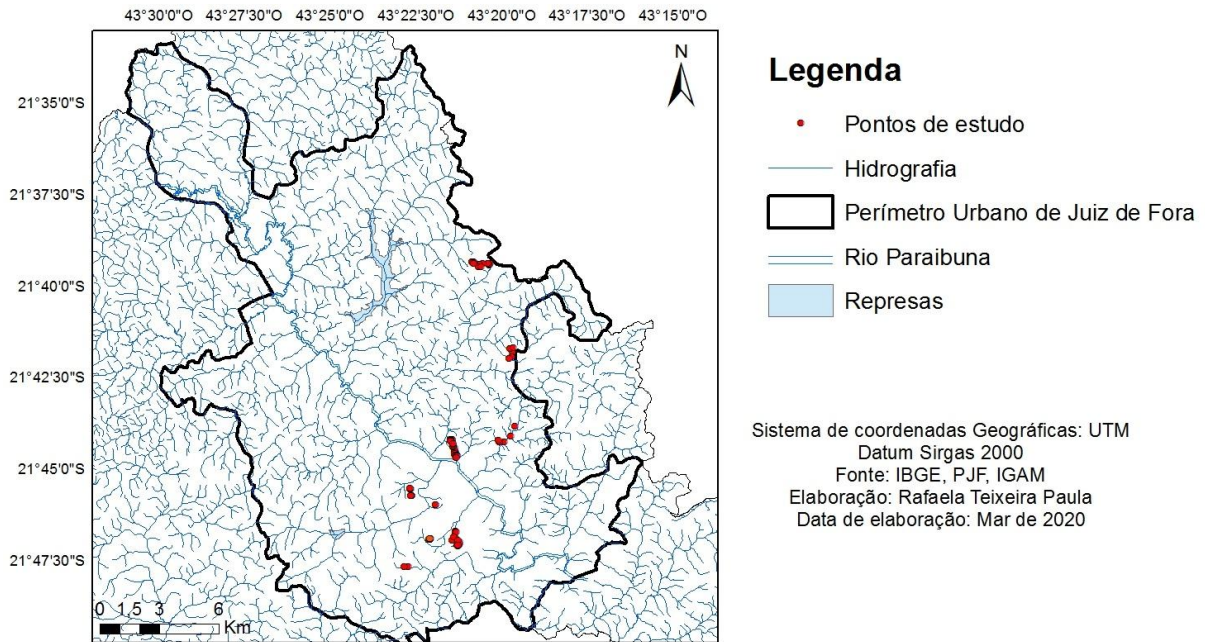 43°30'0"O 43°27'30"O 43°22'30"O 43°20'0"O 43°17'30"O 43°15'0"O
N
21°35'0"S
21°37'30"S
21°40'0"S
21°42'30"S
21°45'0"S
21°47'30"S
0 1,5 3 6
Km
Legenda
Pontos de estudo
Hidrografia
Perímetro Urbano de Juiz de Fora
Rio Paraibuna
Represas
Sistema de coordenadas Geográficas: UTM
Datum Sirgas 2000
Fonte: IBGE, PJF, IGAM
Elaboração: Rafaela Teixeira Paula
Data de elaboração: Mar de 2020